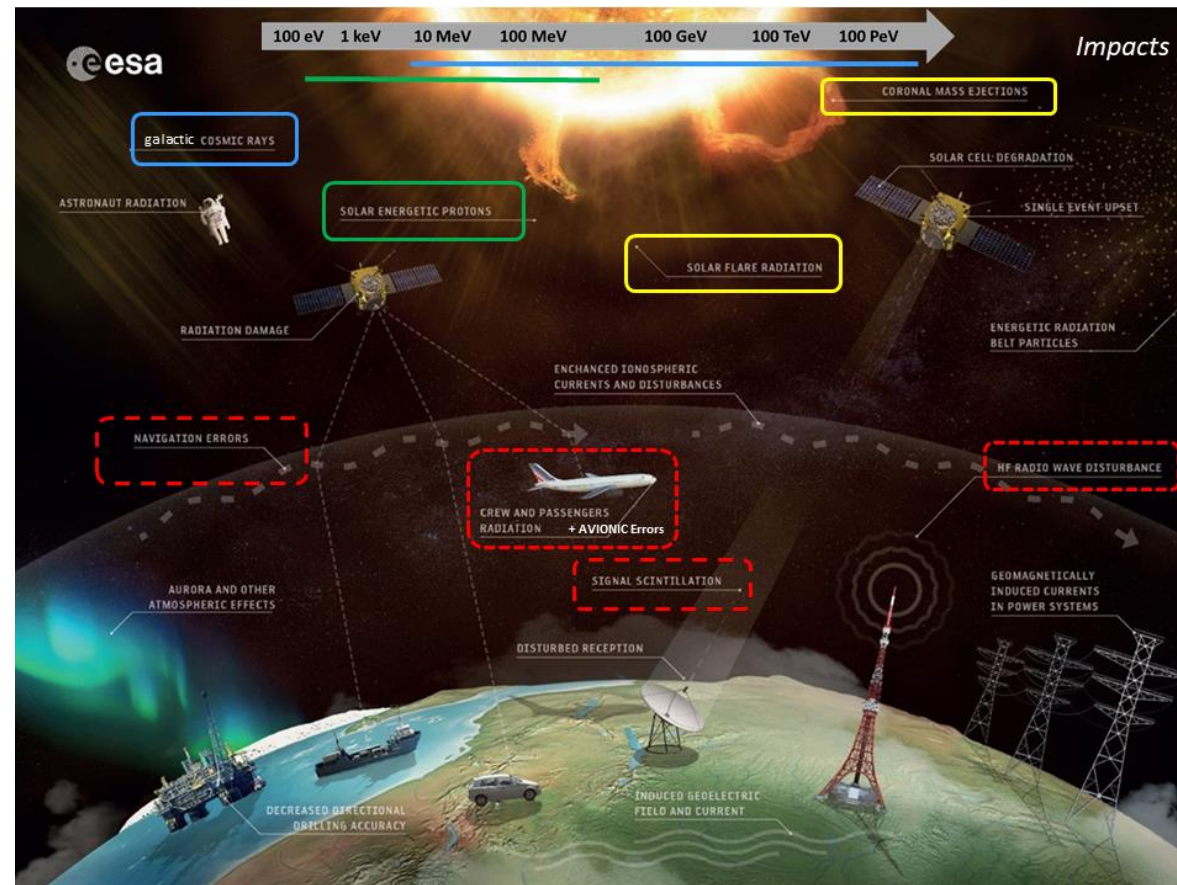 100 eV 1 keV 10 MeV 100 MeV 100 GeV 100 TeV 100 PeV
Impacts
esa
CORONAL MASS EJECTIONS
galactic COSMIC RAYS
SOLAR CELL DEGRADATION
ASTRONAUT RADIATION
SOLAR ENERGETIC PROTONS
SINGLE EVENT UPSET
SOLAR FLARE RADIATION
RADIATION DAMAGE
ENERGETIC RADIATION
BELT PARTICLES
ENCHANCED IONOSPHERIC
CURRENTS AND DISTURBANCES
NAVIGATION ERRORS
HF RADIO WAVE DISTURBANCE
CREW AND PASSENGERS
RADIATION + AVIONIC Errors
SIGNAL SCINTILLATION
AURORA AND OTHER
ATMOSPHERIC EFFECTS
GEOMAGNETICALLY
INDUCED CURRENTS
IN POWER SYSTEMS
DISTURBED RECEPTION
DECREASED DIRECTIONAL
DRILLING ACCURACY
INDUCED GEOELECTRIC
FIELD AND CURRENT